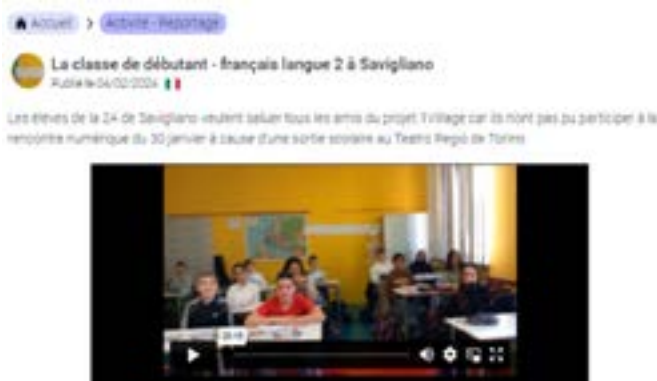 Accueil > Activité - Reportage
La classe de débutant - français langue 2 à Savigliano
Publié le 04/02/2024
Les élèves de la 2A de Savigliano veulent saluer tous les amis du projet 1Village car ils n'ont pas pu participer à la
rencontre numérique du 30 janvier à cause d'une sortie scolaire au Teatro Regio de Torino